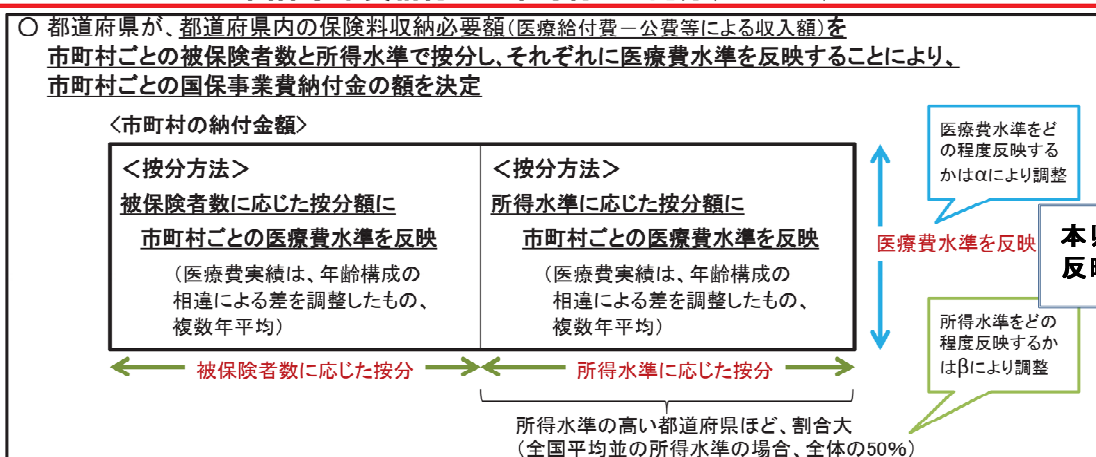 〇 都道府県が、都道府県内の保険料収納必要額(医療給付費－公費等による収入額)を
市町村ごとの被保険者数と所得水準で按分し、それぞれに医療費水準を反映することにより、
市町村ごとの国保事業費納付金の額を決定
<市町村の納付金額>
＜按分方法＞
被保険者数に応じた按分額に
市町村ごとの医療費水準を反映
（医療費実績は、年齢構成の
相違による差を調整したもの、
複数年平均）
＜按分方法＞
所得水準に応じた按分額に
市町村ごとの医療費水準を反映
（医療費実績は、年齢構成の
相違による差を調整したもの、
複数年平均）
医療費水準をど
の程度反映する
かはαにより調整
医療費水準を反映
本
反
所得水準をどの
程度反映するか
はβにより調整
被保険者数に応じた按分
所得水準に応じた按分
所得水準の高い都道府県ほど、割合大
（全国平均並の所得水準の場合、全体の50%）